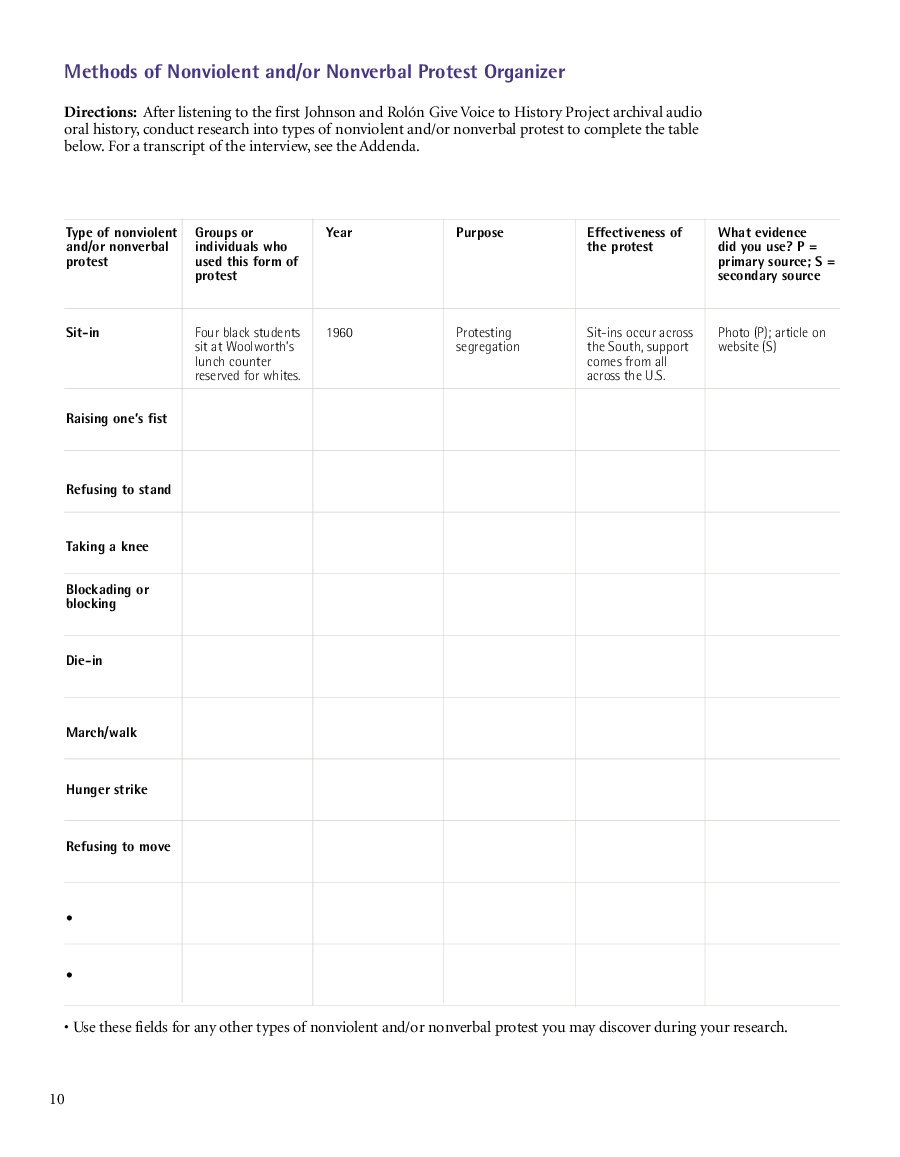 Methods of Nonviolent and/or Nonverbal Protest Organizer
Directions: After listening to the first Johnson and Rolón Give Voice to History Project archival audio
oral history, conduct research into types of nonviolent and/or nonverbal protest to complete the table
below. For a transcript of the interview, see the Addenda.
Type of nonviolent
and/or nonverbal
protest
Groups or
individuals who
used this form of
protest
Year
Purpose
Effectiveness of
the protest
What evidence
did you use? P =
primary source; S =
secondary source
Sit-in
Four black students
sit at Woolworth's
lunch counter
reserved for whites.
1960
Protesting
segregation
Sit-ins occur across
the South, support
comes from all
across the U.S.
Photo (P); article on
website (S)
Raising one's fist
Refusing to stand
Taking a knee
Blockading or
blocking
Die-in
March/walk
Hunger strike
Refusing to move
•
•
• Use these fields for any other types of nonviolent and/or nonverbal protest you may discover during your research.
10